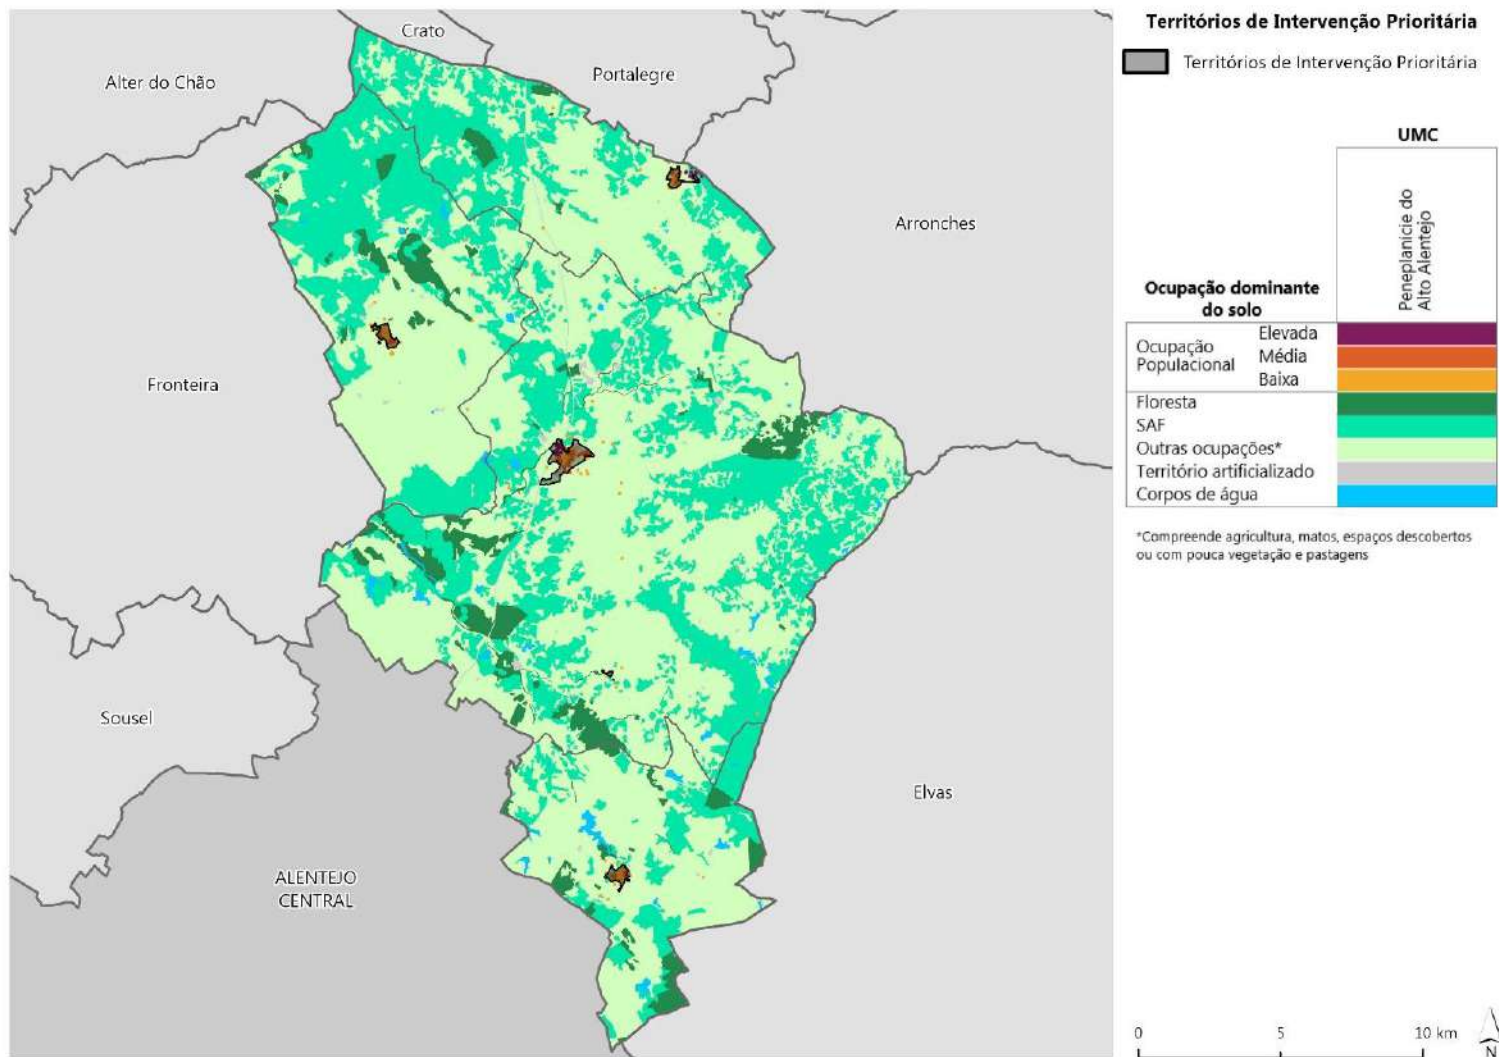 Crato
Alter do Chão
Portalegre
Arronches
Fronteira
Sousel
Elvas
ALENTEJO
CENTRAL
Territórios de Intervenção Prioritária
Territórios de Intervenção Prioritária
UMC
Peneplanicie do
Alto Alentejo
Ocupação dominante
do solo
Ocupação
Populacional
Elevada
Média
Baixa
Floresta
SAF
Outras ocupações*
Território artificializado
Corpos de água
*Compreende agricultura, matos, espaços descobertos
ou com pouca vegetação e pastagens
0 5 10 km
N